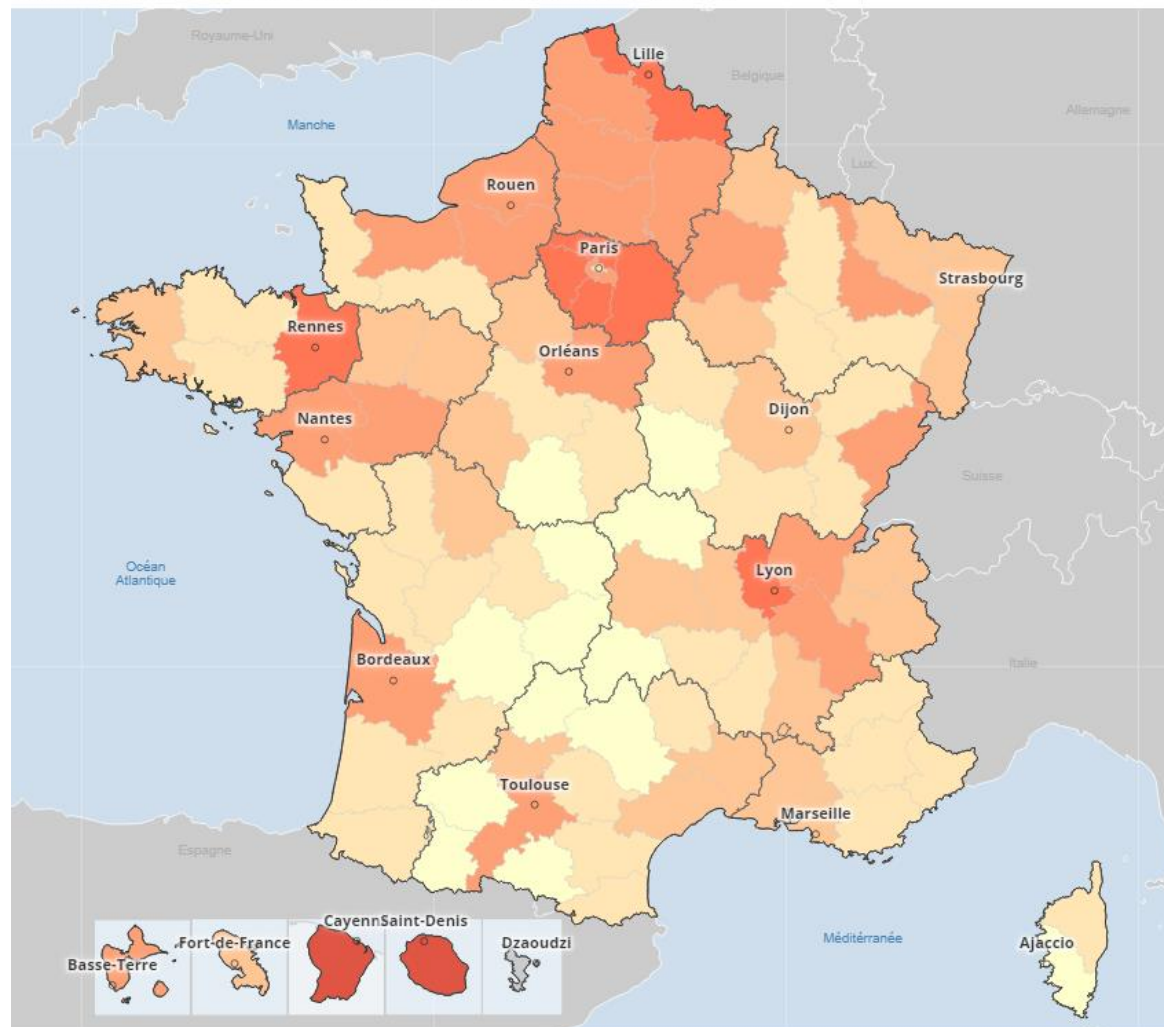 Royaume-Uni
Lille
Belgique
Allemagne
Manche
Lux.
Rouen
Paris
Strasbourg
Rennes
Orléans
Nantes
Dijon
Suisse
Océan
Atlantique
Lyon
Bordeaux
Italie
Toulouse
Marseille
Espagne
Méditérranée
Ajaccio
Basse-Terre
Fort-de-France
Cayenn
Saint-Denis
Dzaoudzi